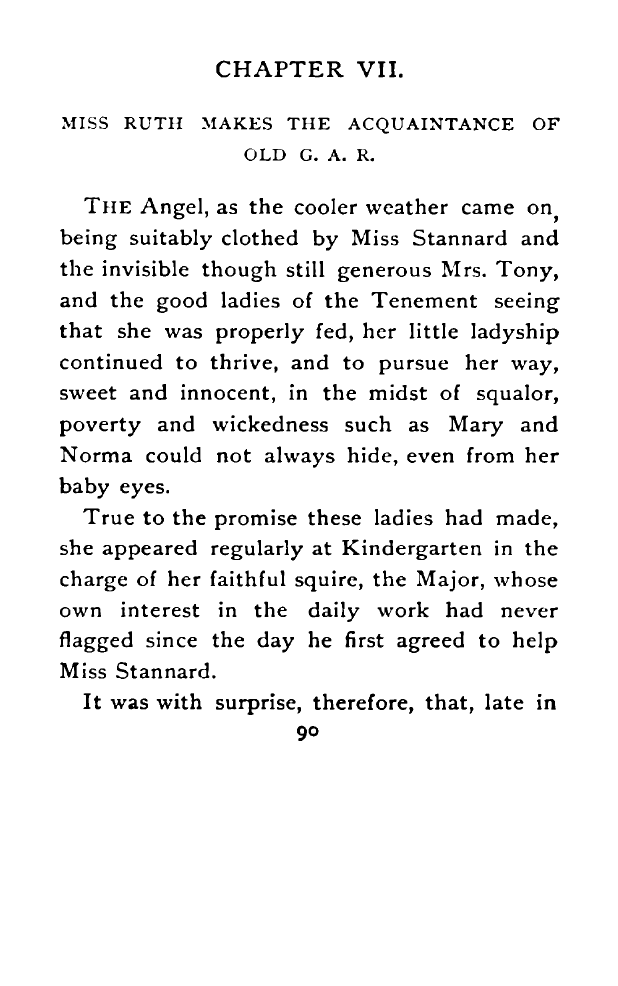 CHAPTER VII.
MISS RUTH MAKES THE ACQUAINTANCE OF
OLD G. A. R.
THE Angel, as the cooler weather came on,
being suitably clothed by Miss Stannard and
the invisible though still generous Mrs. Tony,
and the good ladies of the Tenement seeing
that she was properly fed, her little ladyship
continued to thrive, and to pursue her way,
sweet and innocent, in the midst of squalor,
poverty and wickedness such as Mary and
Norma could not always hide, even from her
baby eyes.
True to the promise these ladies had made,
she appeared regularly at Kindergarten in the
charge of her faithful squire, the Major, whose
own interest in the daily work had never
flagged since the day he first agreed to help
Miss Stannard.
It was with surprise, therefore, that, late in
90